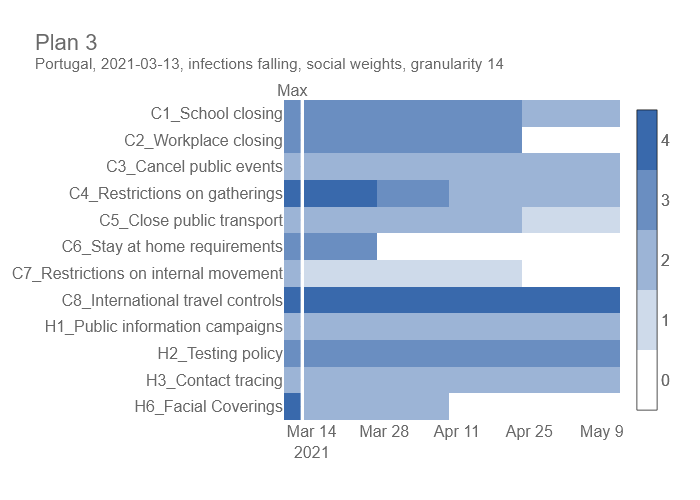 Plan 3
Portugal, 2021-03-13, infections falling, social weights, granularity 14
Max
C1_School closing
C2_Workplace closing
C3_Cancel public events
C4_Restrictions on gatherings
C5_Close public transport
C6_Stay at home requirements
C7_Restrictions on internal movement
C8_International travel controls
H1_Public information campaigns
H2_Testing policy
H3_Contact tracing
H6_Facial Coverings
4
3
2
1
0
Mar 14 Mar 28 Apr 11 Apr 25 May 9
2021